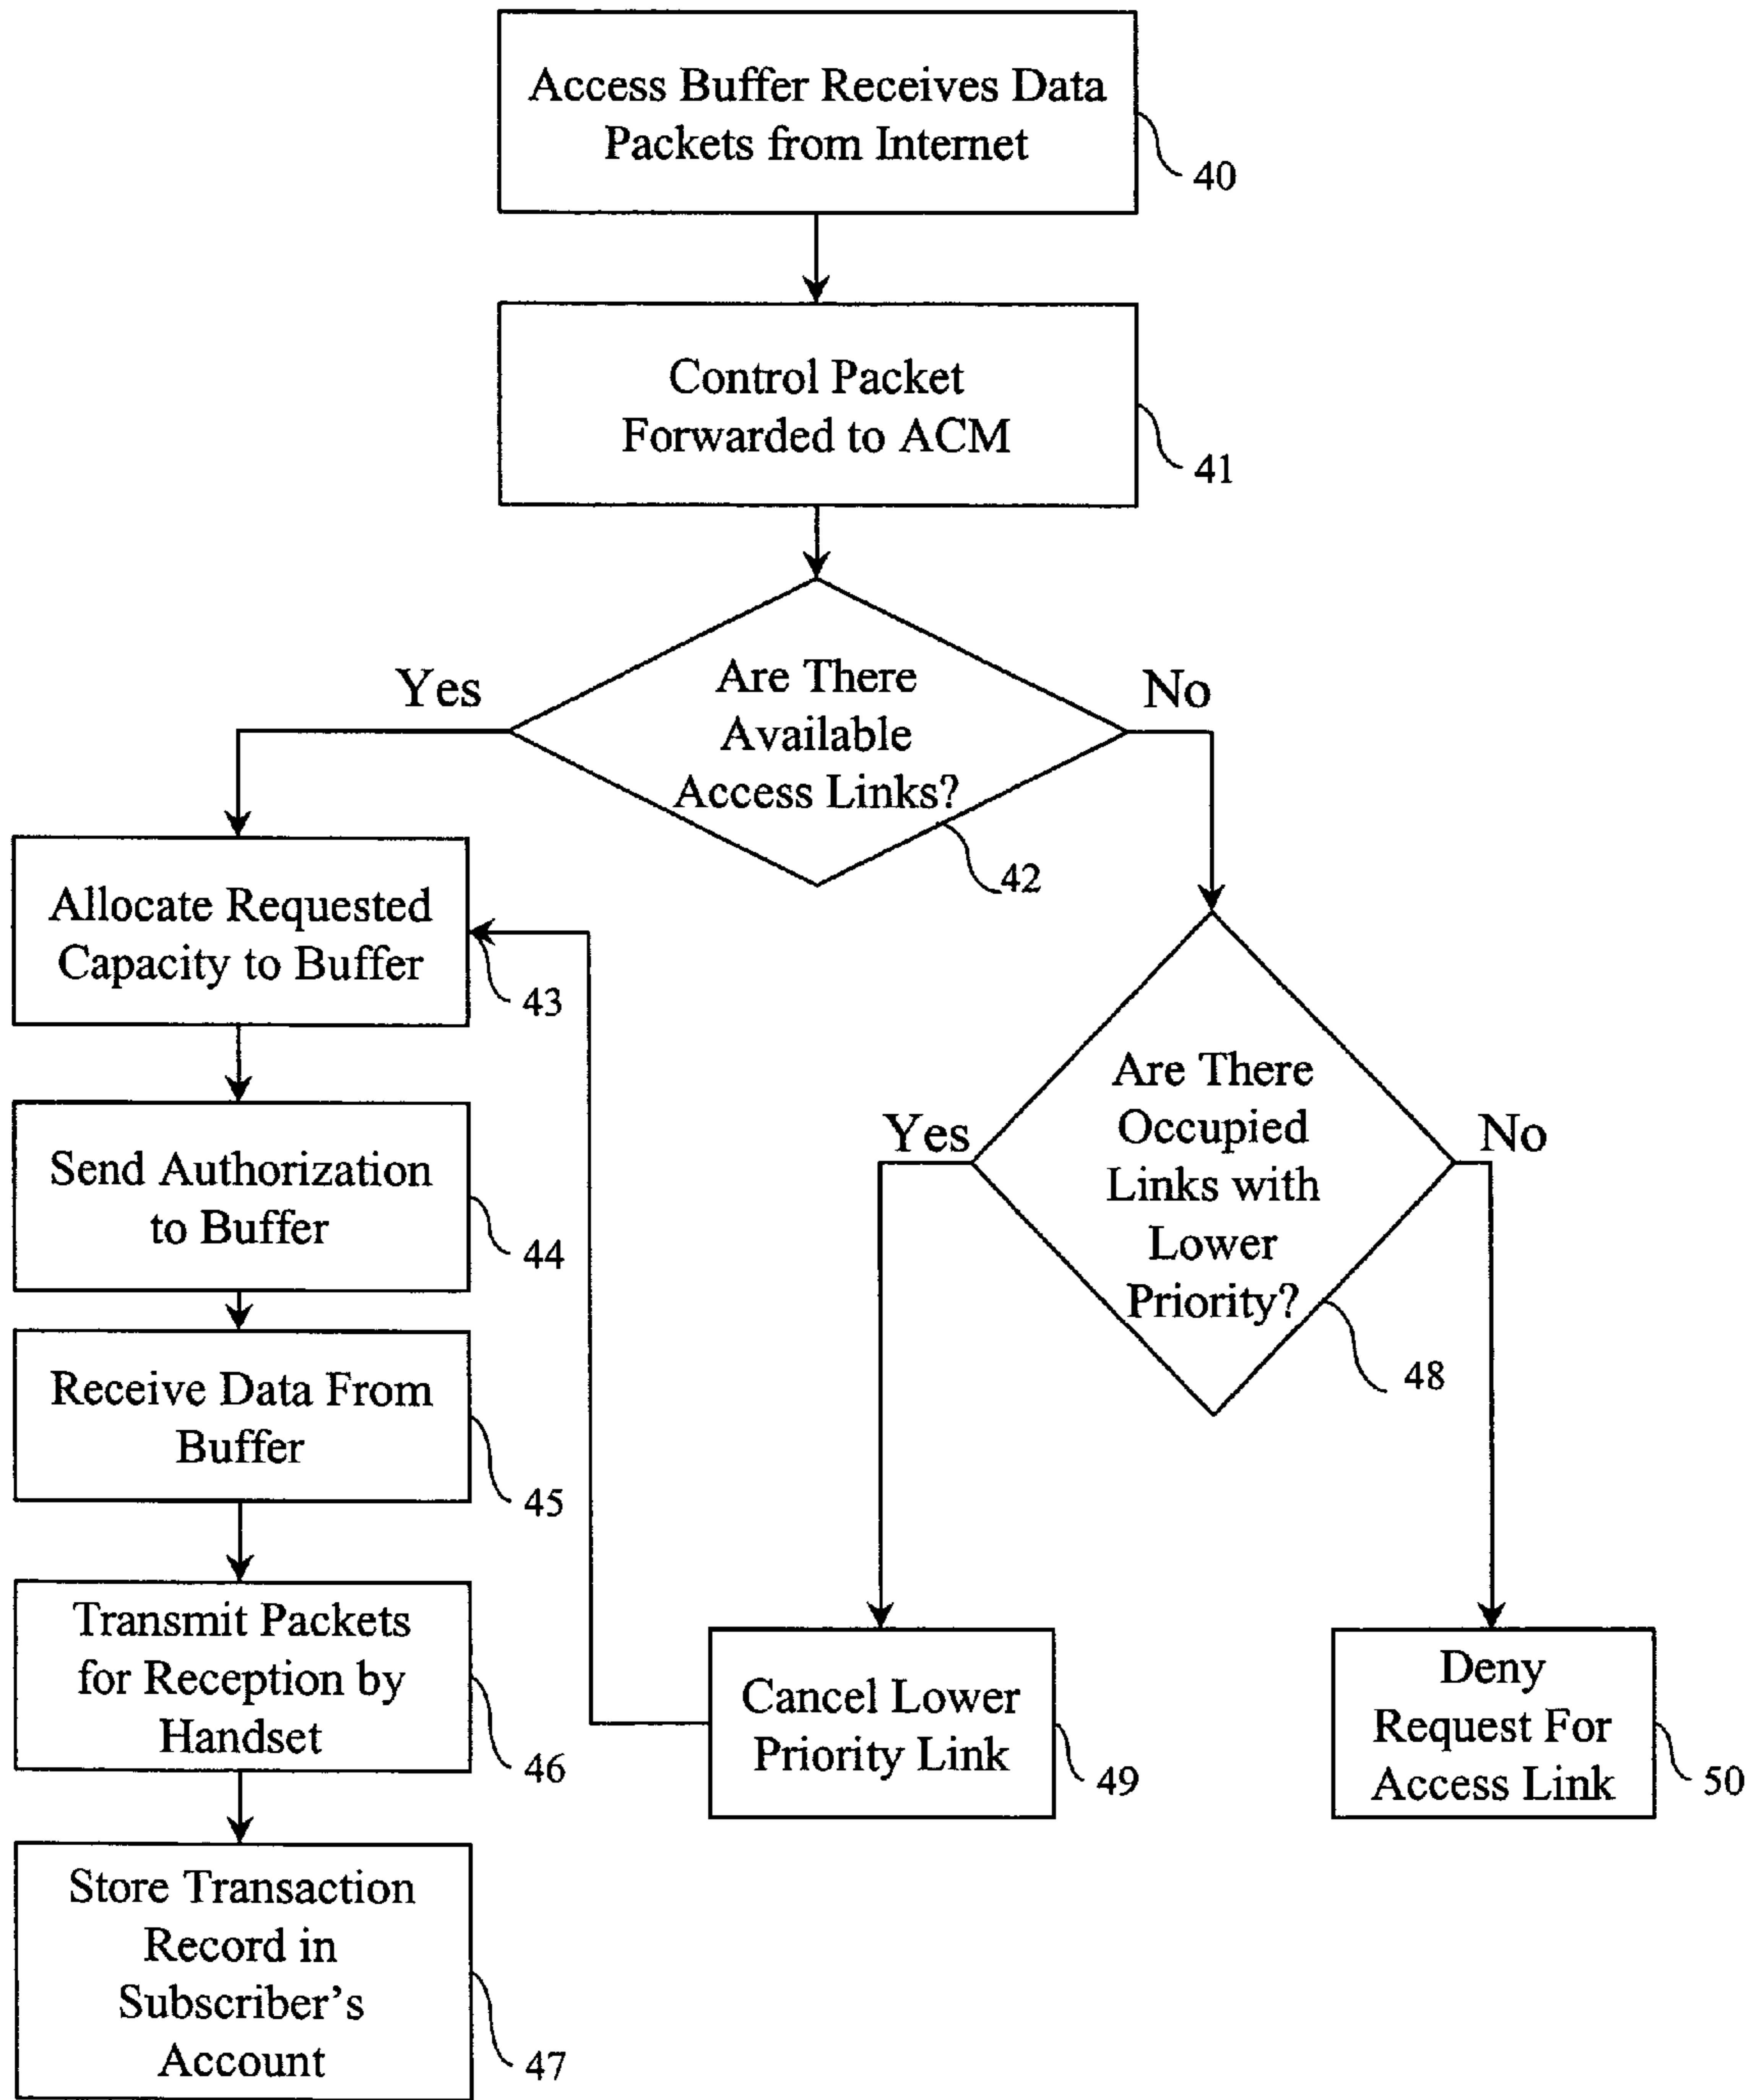 Access Buffer Receives Data
Packets from Internet
40
Control Packet
Forwarded to ACM
41
Are There
Available
Access Links?
42
Yes
No
Allocate Requested
Capacity to Buffer
43
Send Authorization
to Buffer
44
Receive Data From
Buffer
45
Transmit Packets
for Reception by
Handset
46
Store Transaction
Record in
Subscriber's
Account
47
Are There
Occupied
Links with
Lower
Priority?
48
Yes
No
Cancel Lower
Priority Link
49
Deny
Request For
Access Link
50